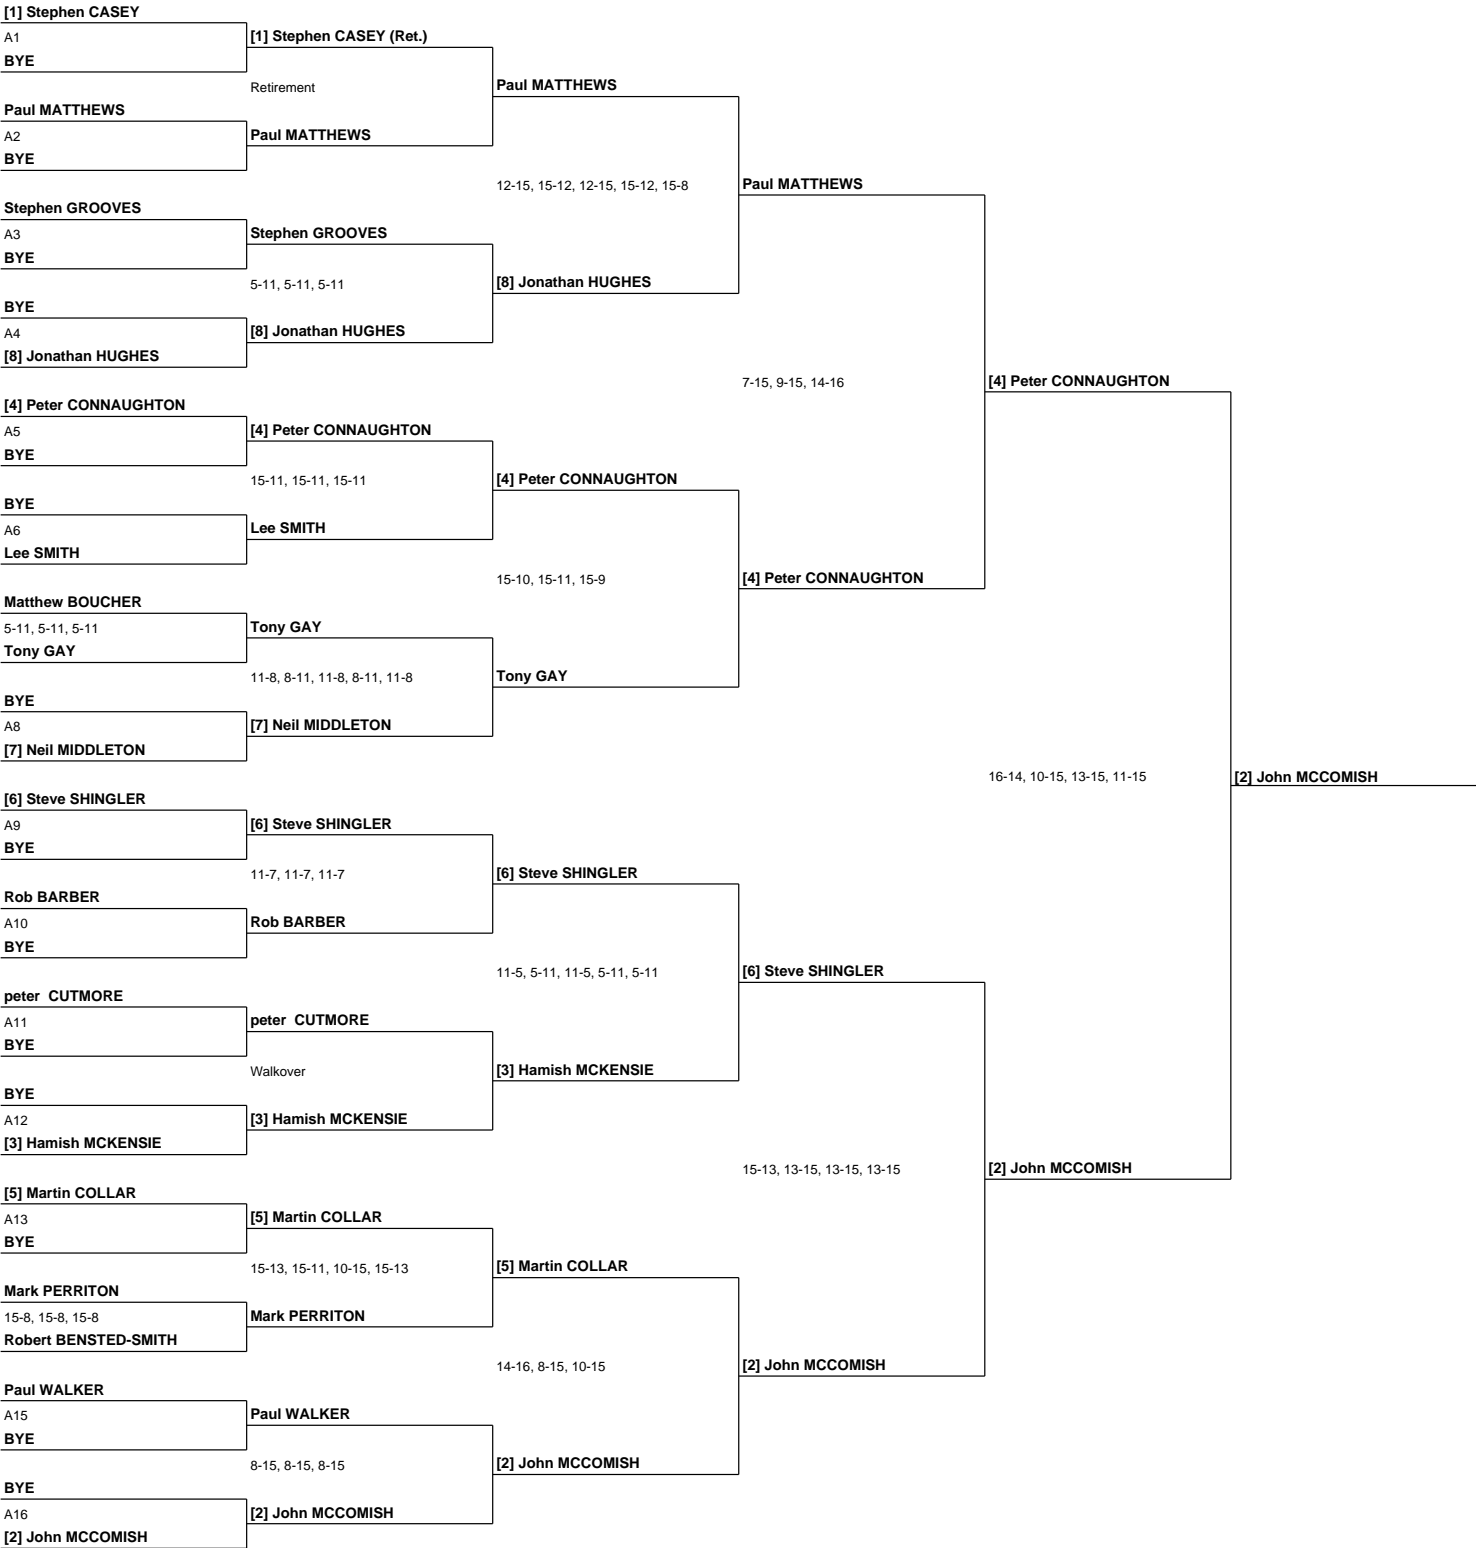 [1] Stephen CASEY
A1
BYE
Paul MATTHEWS
A2
BYE
Stephen GROOVES
A3
BYE
BYE
A4
[8] Jonathan HUGHES
[4] Peter CONNAUGHTON
A5
BYE
BYE
A6
Lee SMITH
Matthew BOUCHER
5-11, 5-11, 5-11
Tony GAY
BYE
A8
[7] Neil MIDDLETON
[6] Steve SHINGLER
A9
BYE
Rob BARBER
A10
BYE
peter  CUTMORE
A11
BYE
BYE
A12
[3] Hamish MCKENSIE
[5] Martin COLLAR
A13
BYE
Mark PERRITON
15-8, 15-8, 15-8
Robert BENSTED-SMITH
Paul WALKER
A15
BYE
BYE
A16
[2] John MCCOMISH
[1] Stephen CASEY (Ret.)
Retirement
Paul MATTHEWS
Stephen GROOVES
5-11, 5-11, 5-11
[8] Jonathan HUGHES
[4] Peter CONNAUGHTON
15-11, 15-11, 15-11
Lee SMITH
Tony GAY
11-8, 8-11, 11-8, 8-11, 11-8
[7] Neil MIDDLETON
[6] Steve SHINGLER
11-7, 11-7, 11-7
Rob BARBER
peter  CUTMORE
Walkover
[3] Hamish MCKENSIE
[5] Martin COLLAR
15-13, 15-11, 10-15, 15-13
Mark PERRITON
Paul WALKER
8-15, 8-15, 8-15
[2] John MCCOMISH
Paul MATTHEWS
12-15, 15-12, 12-15, 15-12, 15-8
[8] Jonathan HUGHES
[4] Peter CONNAUGHTON
15-10, 15-11, 15-9
Tony GAY
[6] Steve SHINGLER
11-5, 5-11, 11-5, 5-11, 5-11
[3] Hamish MCKENSIE
[5] Martin COLLAR
14-16, 8-15, 10-15
[2] John MCCOMISH
Paul MATTHEWS
7-15, 9-15, 14-16
[4] Peter CONNAUGHTON
[6] Steve SHINGLER
15-13, 13-15, 13-15, 13-15
[2] John MCCOMISH
[4] Peter CONNAUGHTON
16-14, 10-15, 13-15, 11-15
[2] John MCCOMISH
[2] John MCCOMISH